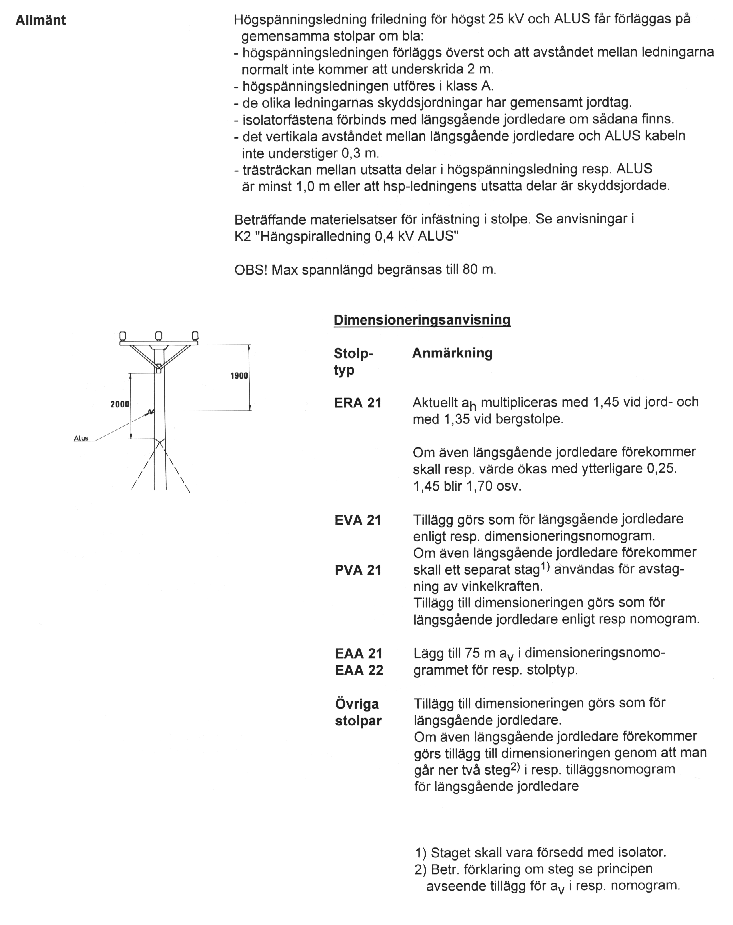 Allmänt
Högspänningsledning friledning för högst 25 kV och ALUS får förläggas på
gemensamma stolpar om bla:
- högspänningsledningen förläggs överst och att avståndet mellan ledningarna
normalt inte kommer att underskrida 2 m.
- högspänningsledningen utföres i klass A.
- de olika ledningarnas skyddsjordningar har gemensamt jordtag.
- isolatorfästena förbinds med längsgående jordledare om sådana finns.
- det vertikala avståndet mellan längsgående jordledare och ALUS kabeln
inte understiger 0,3 m.
- trästräckan mellan utsatta delar i högspänningsledning resp. ALUS
är minst 1,0 m eller att hsp-ledningens utsatta delar är skyddsjordade.
Beträffande materielsatser för infästning i stolpe. Se anvisningar i
K2 "Hängspiralledning 0,4 kV ALUS"
OBS! Max spannlängd begränsas till 80 m.
1900
2000
Alus
Dimensioneringsanvisning
Stolp-
typ
Anmärkning
ERA 21
Aktuellt ah multipliceras med 1,45 vid jord- och
med 1,35 vid bergstolpe.
Om även längsgående jordledare förekommer
skall resp. värde ökas med ytterligare 0,25.
1,45 blir 1,70 osv.
EVA 21
Tillägg görs som för längsgående jordledare
enligt resp. dimensioneringsnomogram.
Om även längsgående jordledare förekommer
PVA 21
skall ett separat stag1) användas för avstag-
ning av vinkelkraften.
Tillägg till dimensioneringen görs som för
längsgående jordledare enligt resp nomogram.
EAA 21
Lägg till 75 m av i dimensioneringsnomo-
EAA 22
grammet för resp. stolptyp.
Övriga
stolpar
Tillägg till dimensioneringen görs som för
längsgående jordledare.
Om även längsgående jordledare förekommer
görs tillägg till dimensioneringen genom att man
går ner två steg2) i resp. tilläggsnomogram
för längsgående jordledare
1) Staget skall vara försedd med isolator.
2) Betr. förklaring om steg se principen
avseende tillägg för av i resp. nomogram.